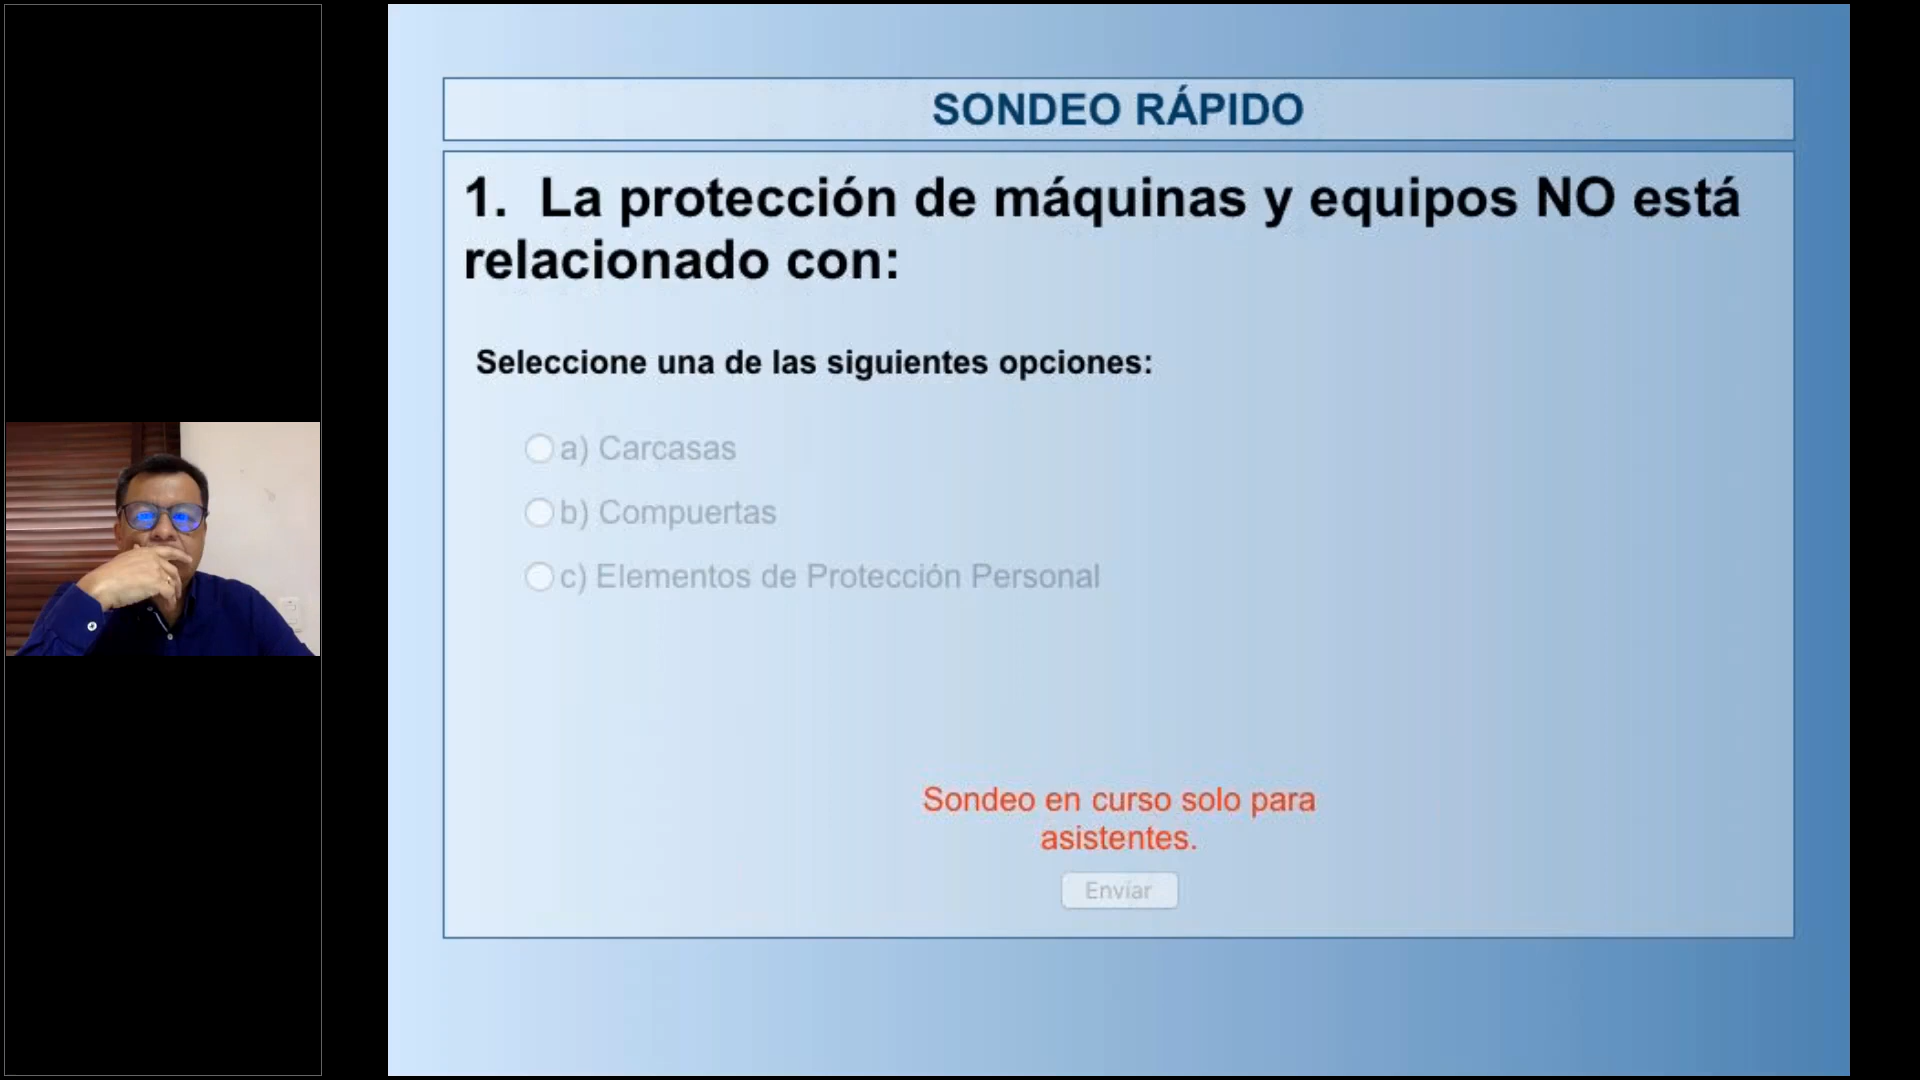 SONDEO RÁPIDO
1. La protección de máquinas y equipos NO está
relacionado con:
Seleccione una de las siguientes opciones:
a) Carcasas
b) Compuertas
c) Elementos de Protección Personal
Sondeo en curso solo para
asistentes.
Envíar